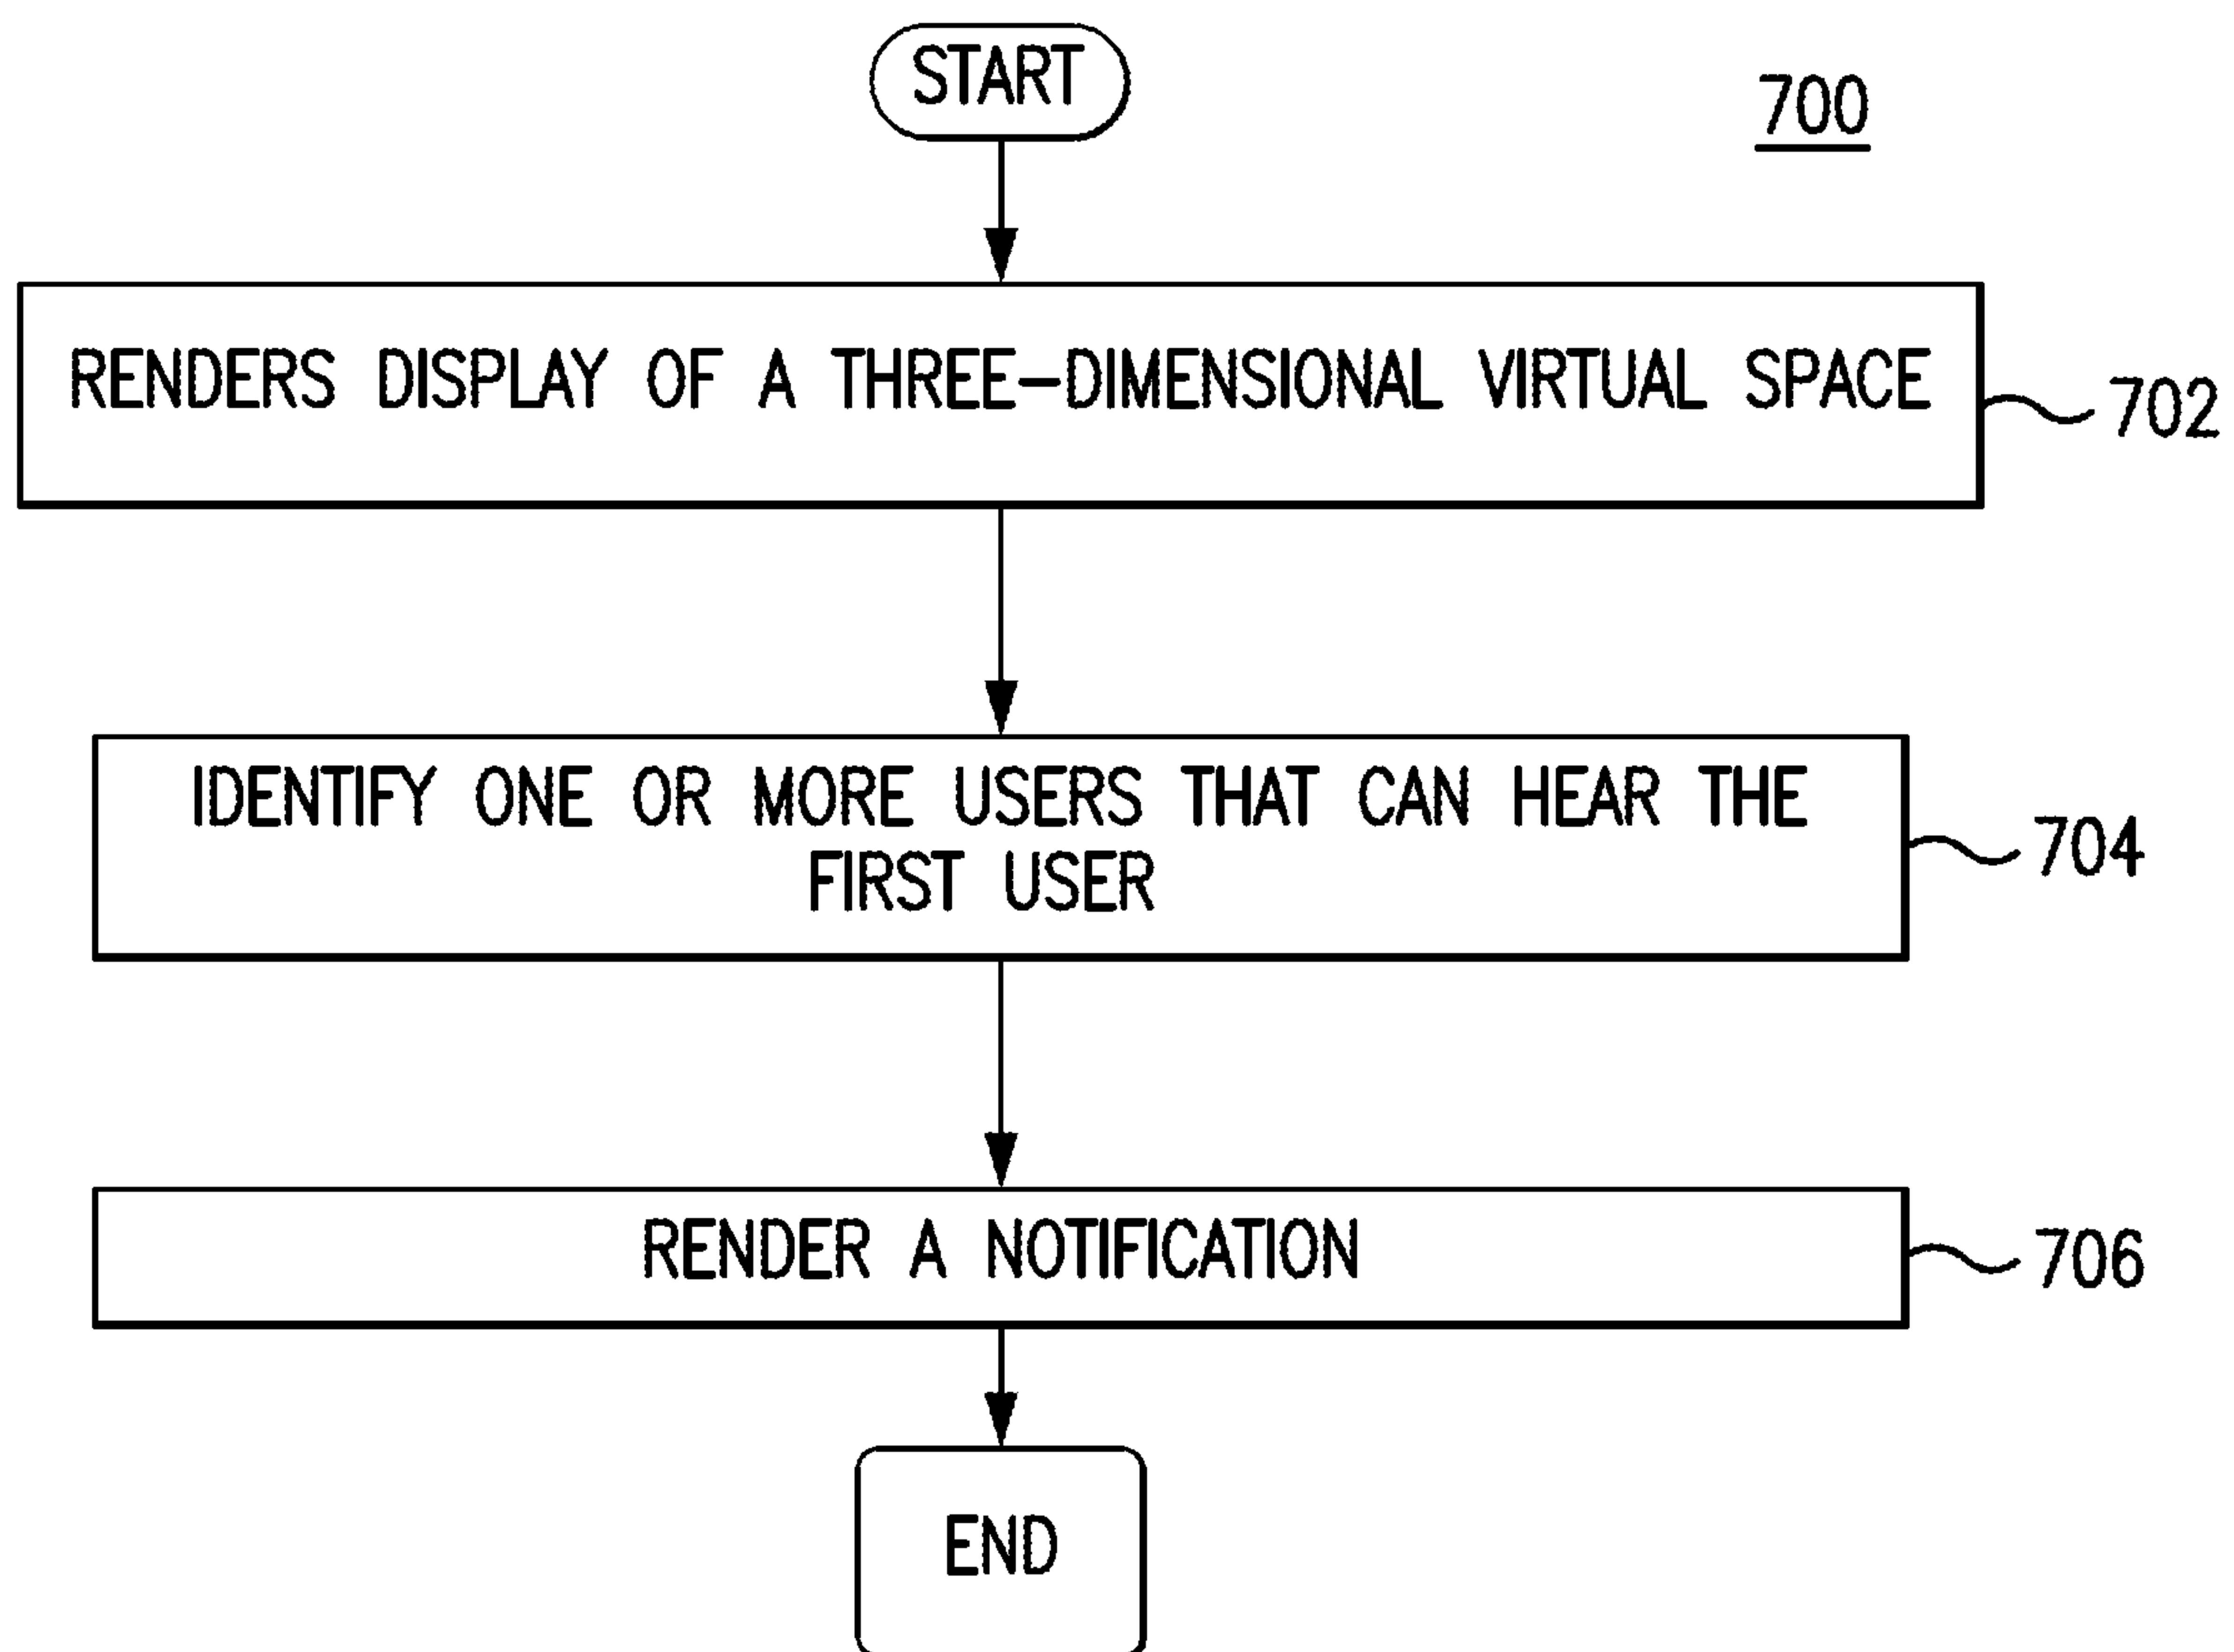 START
700
RENDERS DISPLAY OF A THREE-DIMENSIONAL VIRTUAL SPACE
702
IDENTIFY ONE OR MORE USERS THAT CAN HEAR THE
FIRST USER
704
RENDER A NOTIFICATION
706
END